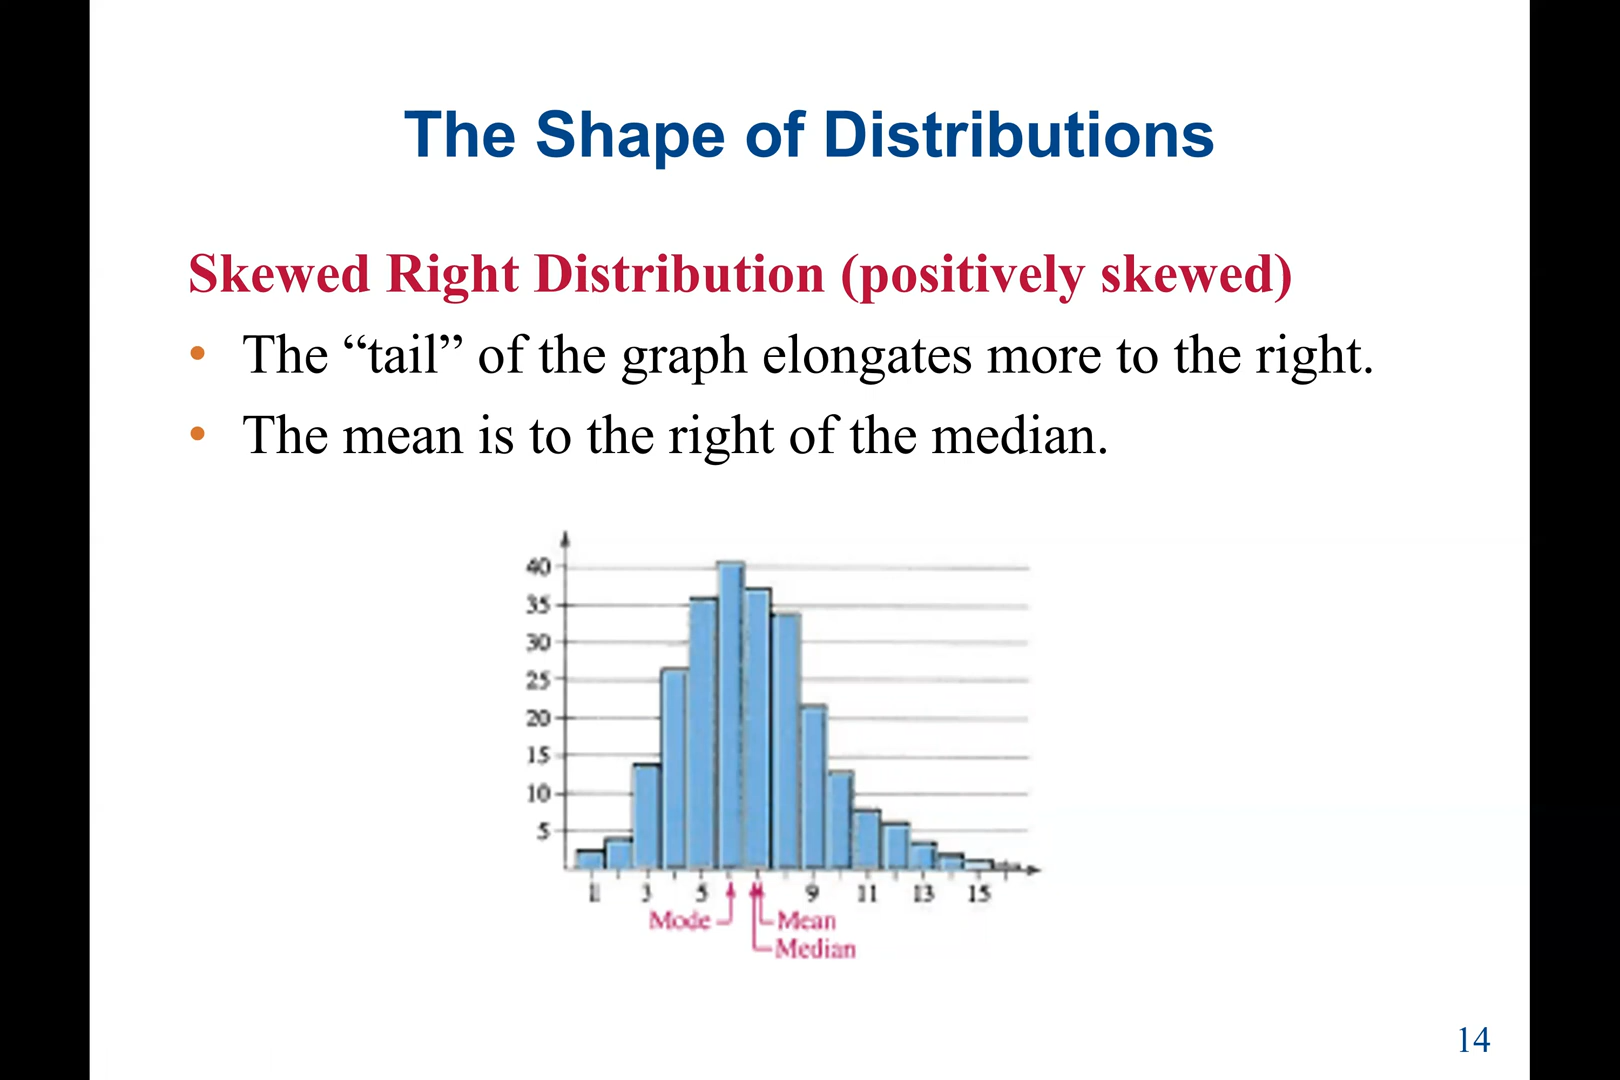 The Shape of Distributions
Skewed Right Distribution (positively skewed)
• The “tail” of the graph elongates more to the right.
• The mean is to the right of the median.
40
35
30
25
20
15
10
5
1 3 5 9 11 13 15
Mode Mean
Median
14